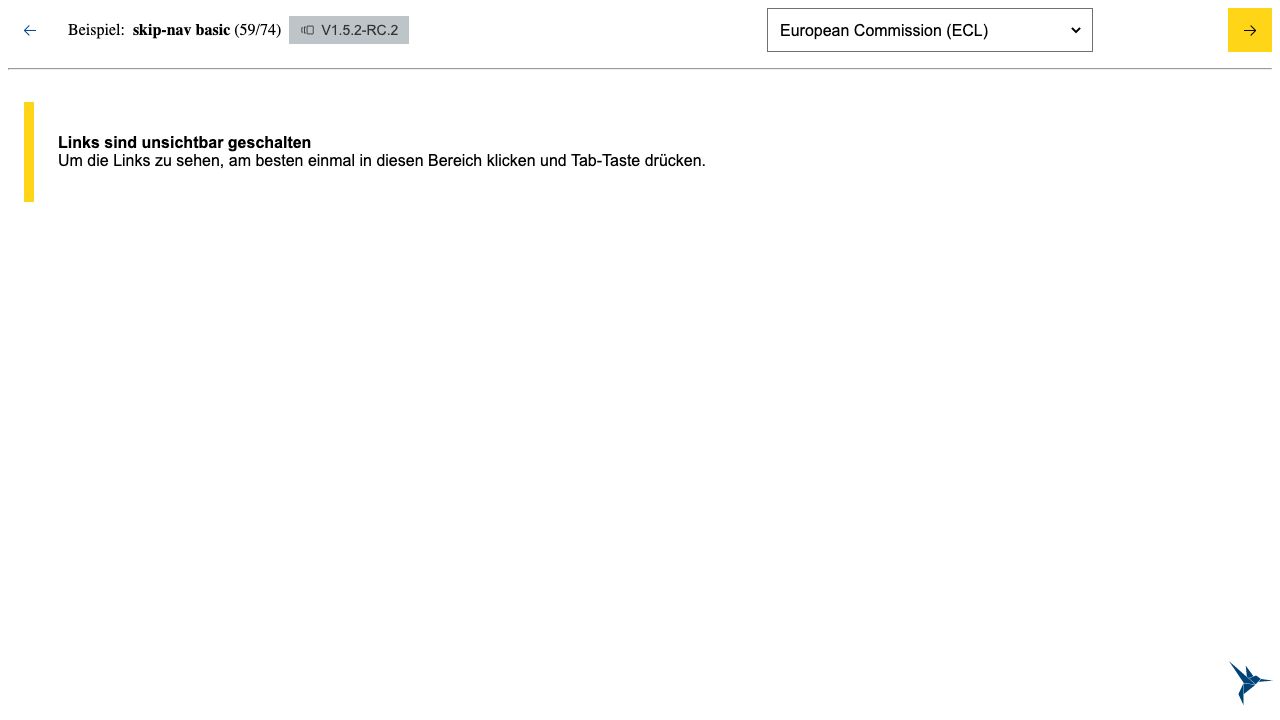 Beispiel: skip-nav basic (59/74) V1.5.2-RC.2 European Commission (ECL)
Links sind unsichtbar geschalten
Um die Links zu sehen, am besten einmal in diesen Bereich klicken und Tab-Taste drücken.